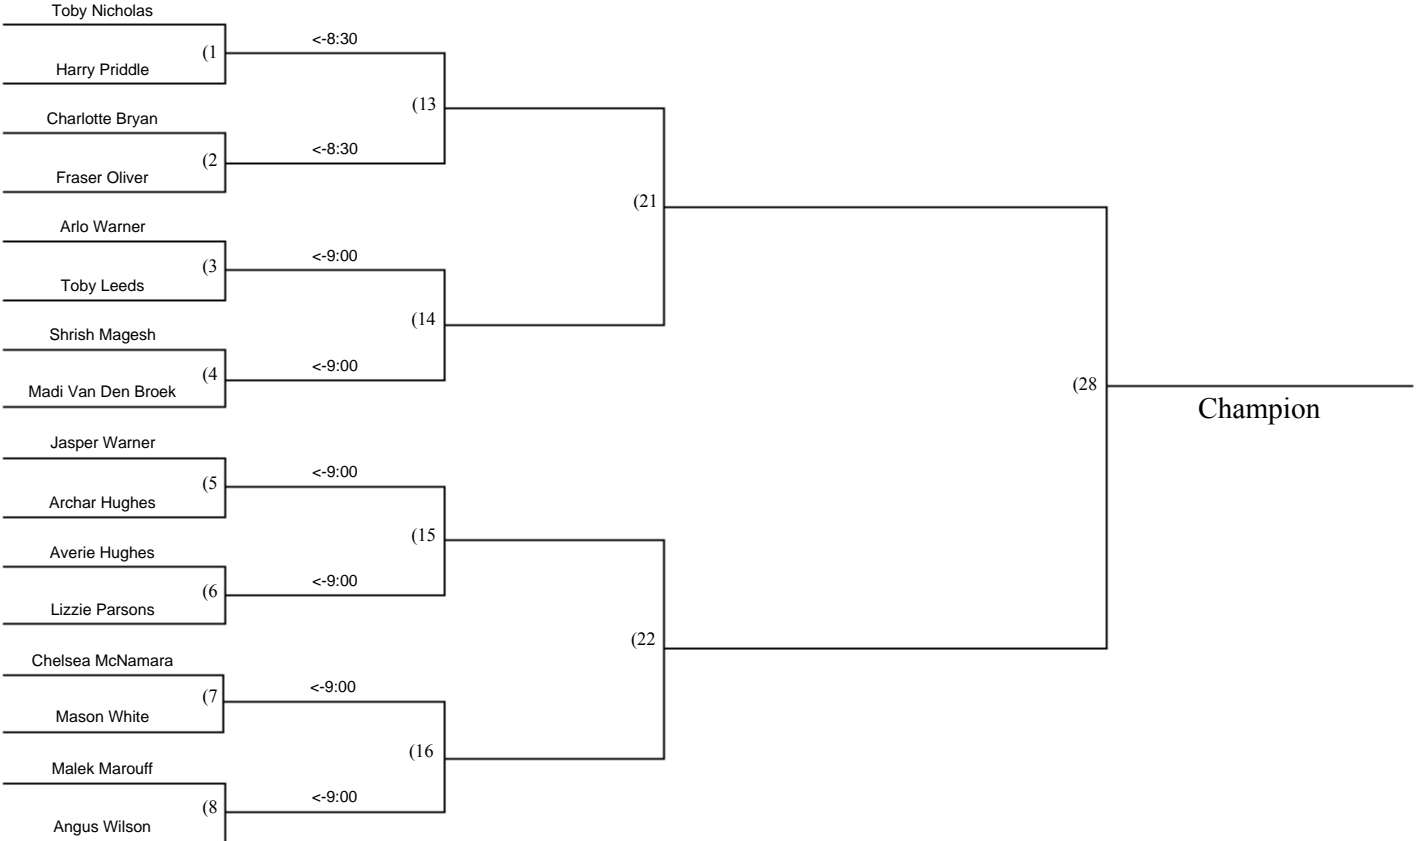 Toby Nicholas
(1
<-8:30
Harry Priddle
(13
Charlotte Bryan
(2
<-8:30
Fraser Oliver
(21
Arlo Warner
(3
<-9:00
Toby Leeds
(14
Shrish Magesh
(4
<-9:00
Madi Van Den Broek
(28
Champion
Jasper Warner
(5
<-9:00
Archar Hughes
(15
Averie Hughes
(6
<-9:00
Lizzie Parsons
(22
Chelsea McNamara
(7
<-9:00
Mason White
(16
Malek Marouff
(8
<-9:00
Angus Wilson